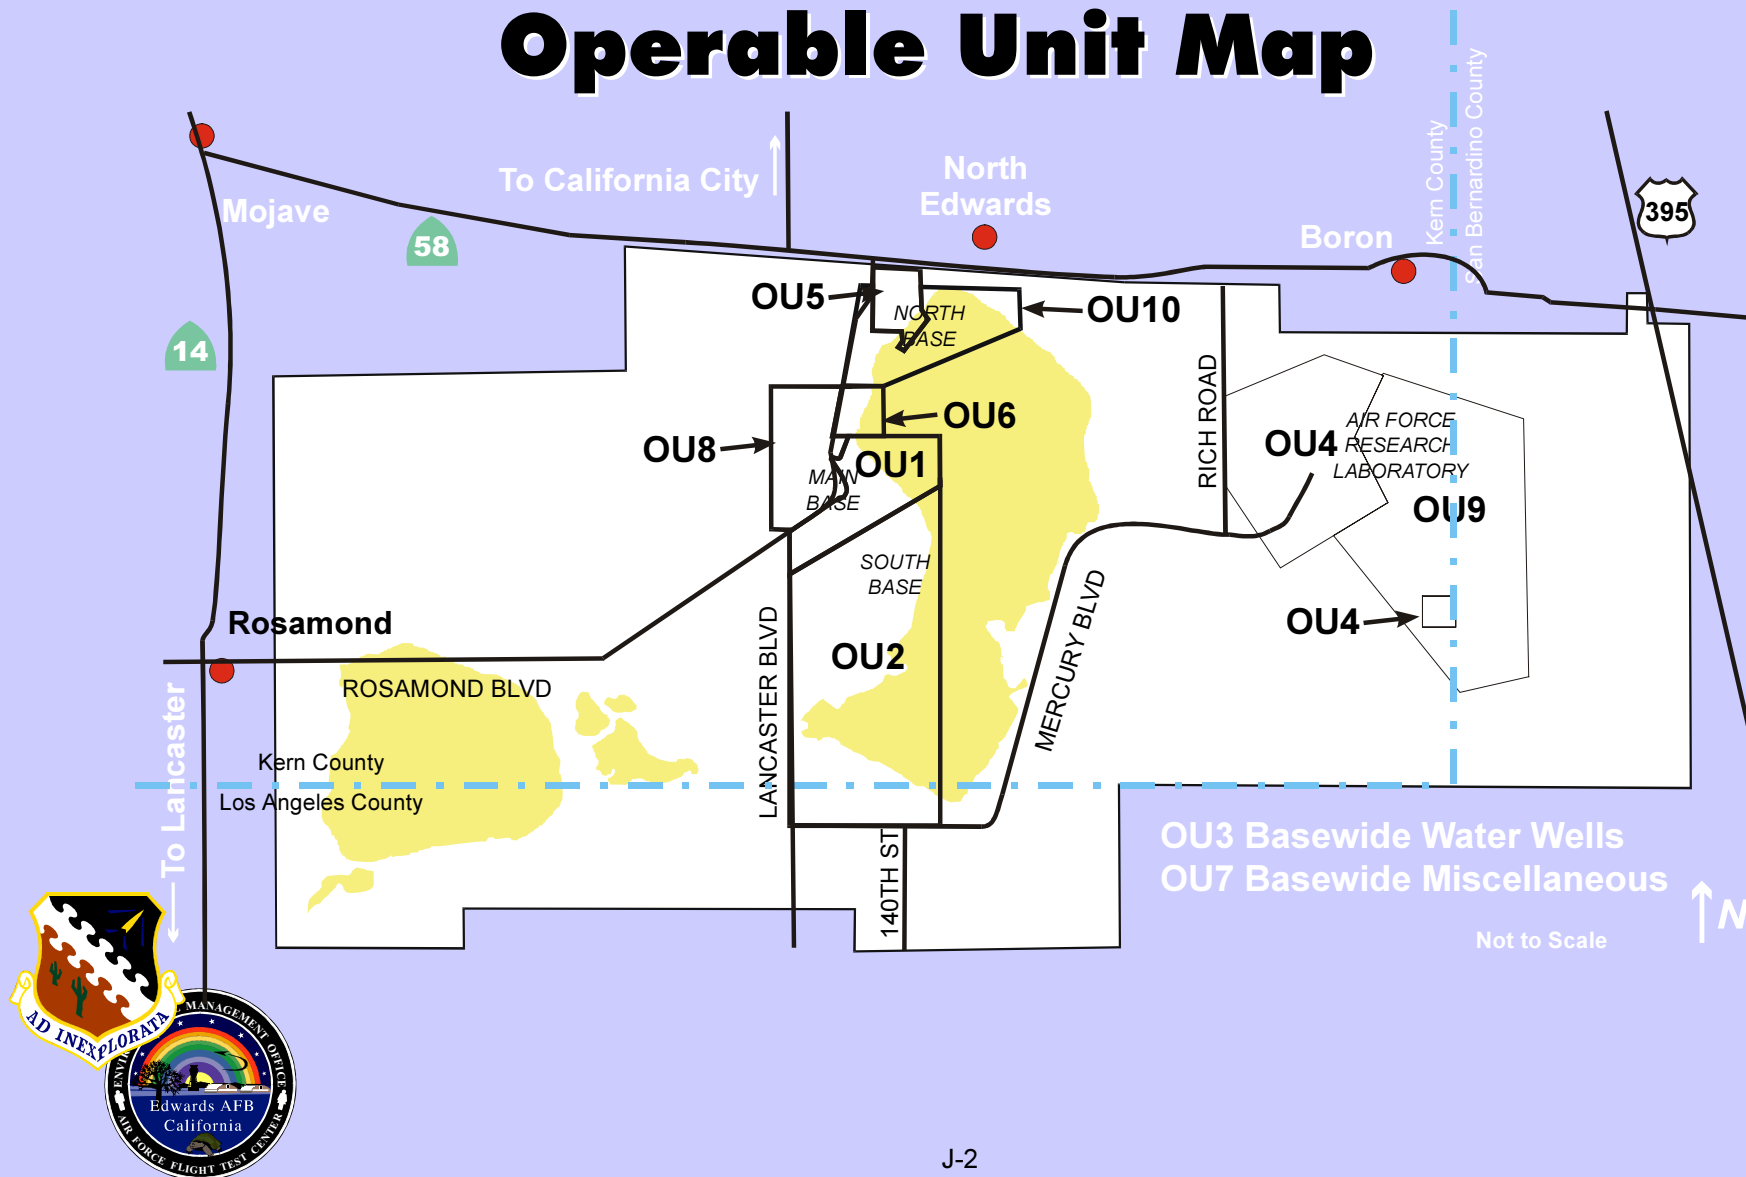 Operable Unit Map
Kern County
San Bernardino County
To California City
North
Edwards
Mojave
58
Boron
395
14
OU5
OU10
NORTH
BASE
RICH ROAD
OU6
OU8
OU1
MAIN
BASE
OU4
AIR FORCE
RESEARCH
LABORATORY
OU9
SOUTH
BASE
OU4
Rosamond
OU2
ROSAMOND BLVD
LANCASTER BLVD
MERCURY BLVD
To Lancaster
Kern County
Los Angeles County
140TH ST
OU3 Basewide Water Wells
OU7 Basewide Miscellaneous
N
Not to Scale
AD INEXPLORATA
MANAGEMENT OFFICE
Edwards AFB
California
AIR FORCE FLIGHT TEST CENTER
J-2